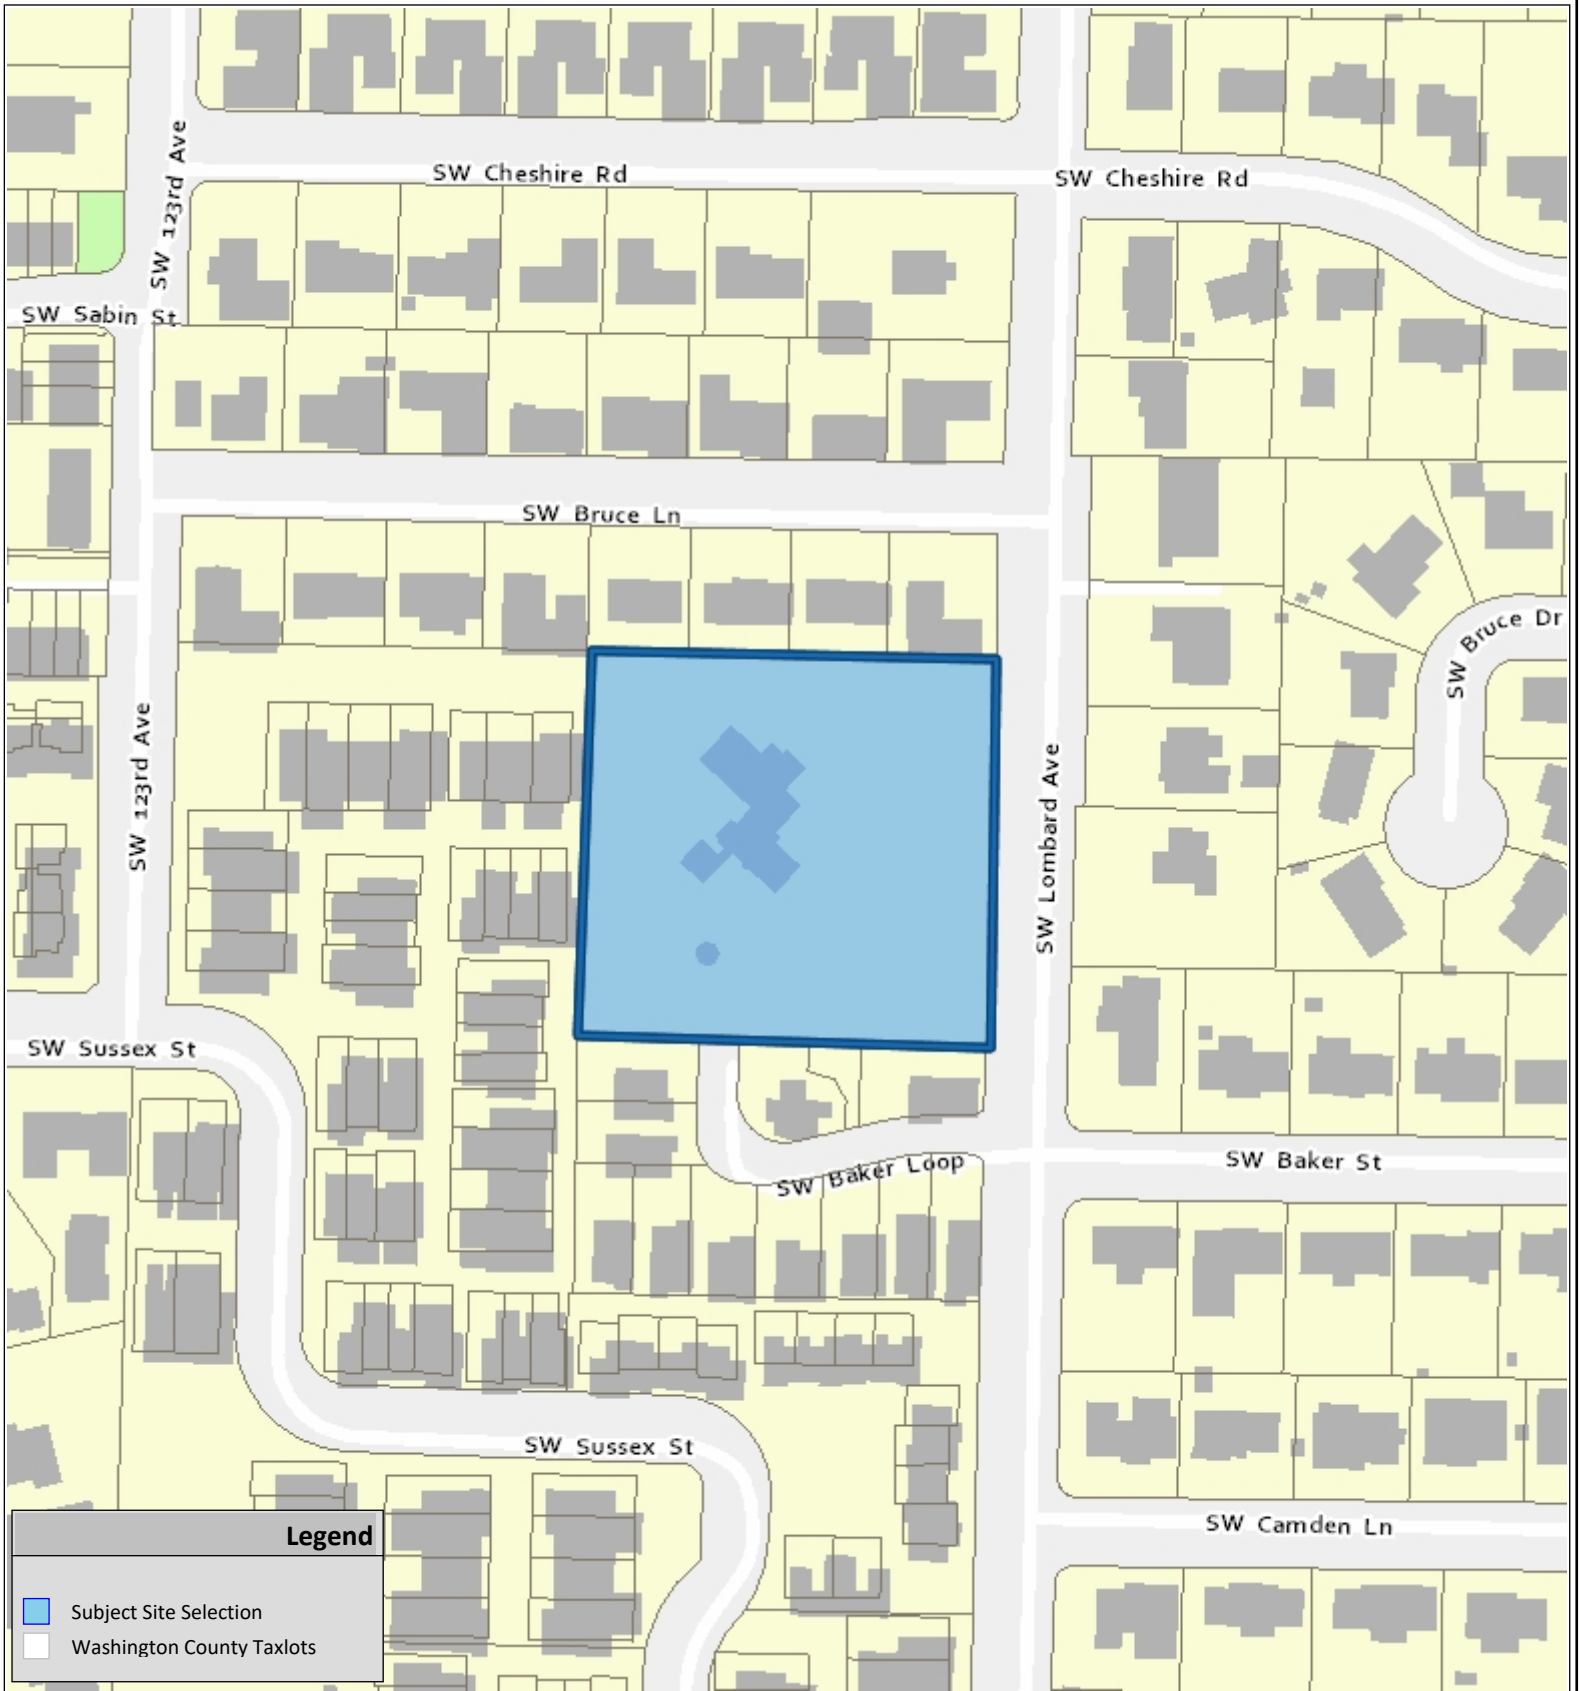 SW 123rd Ave
SW Cheshire Rd
SW Cheshire Rd
SW Sabin St
SW Bruce Ln
SW Bruce Dr
SW 123rd Ave
SW Lombard Ave
SW Sussex St
SW Baker Loop
SW Baker St
SW Sussex St
SW Camden Ln
Legend
Subject Site Selection
Washington County Taxlots